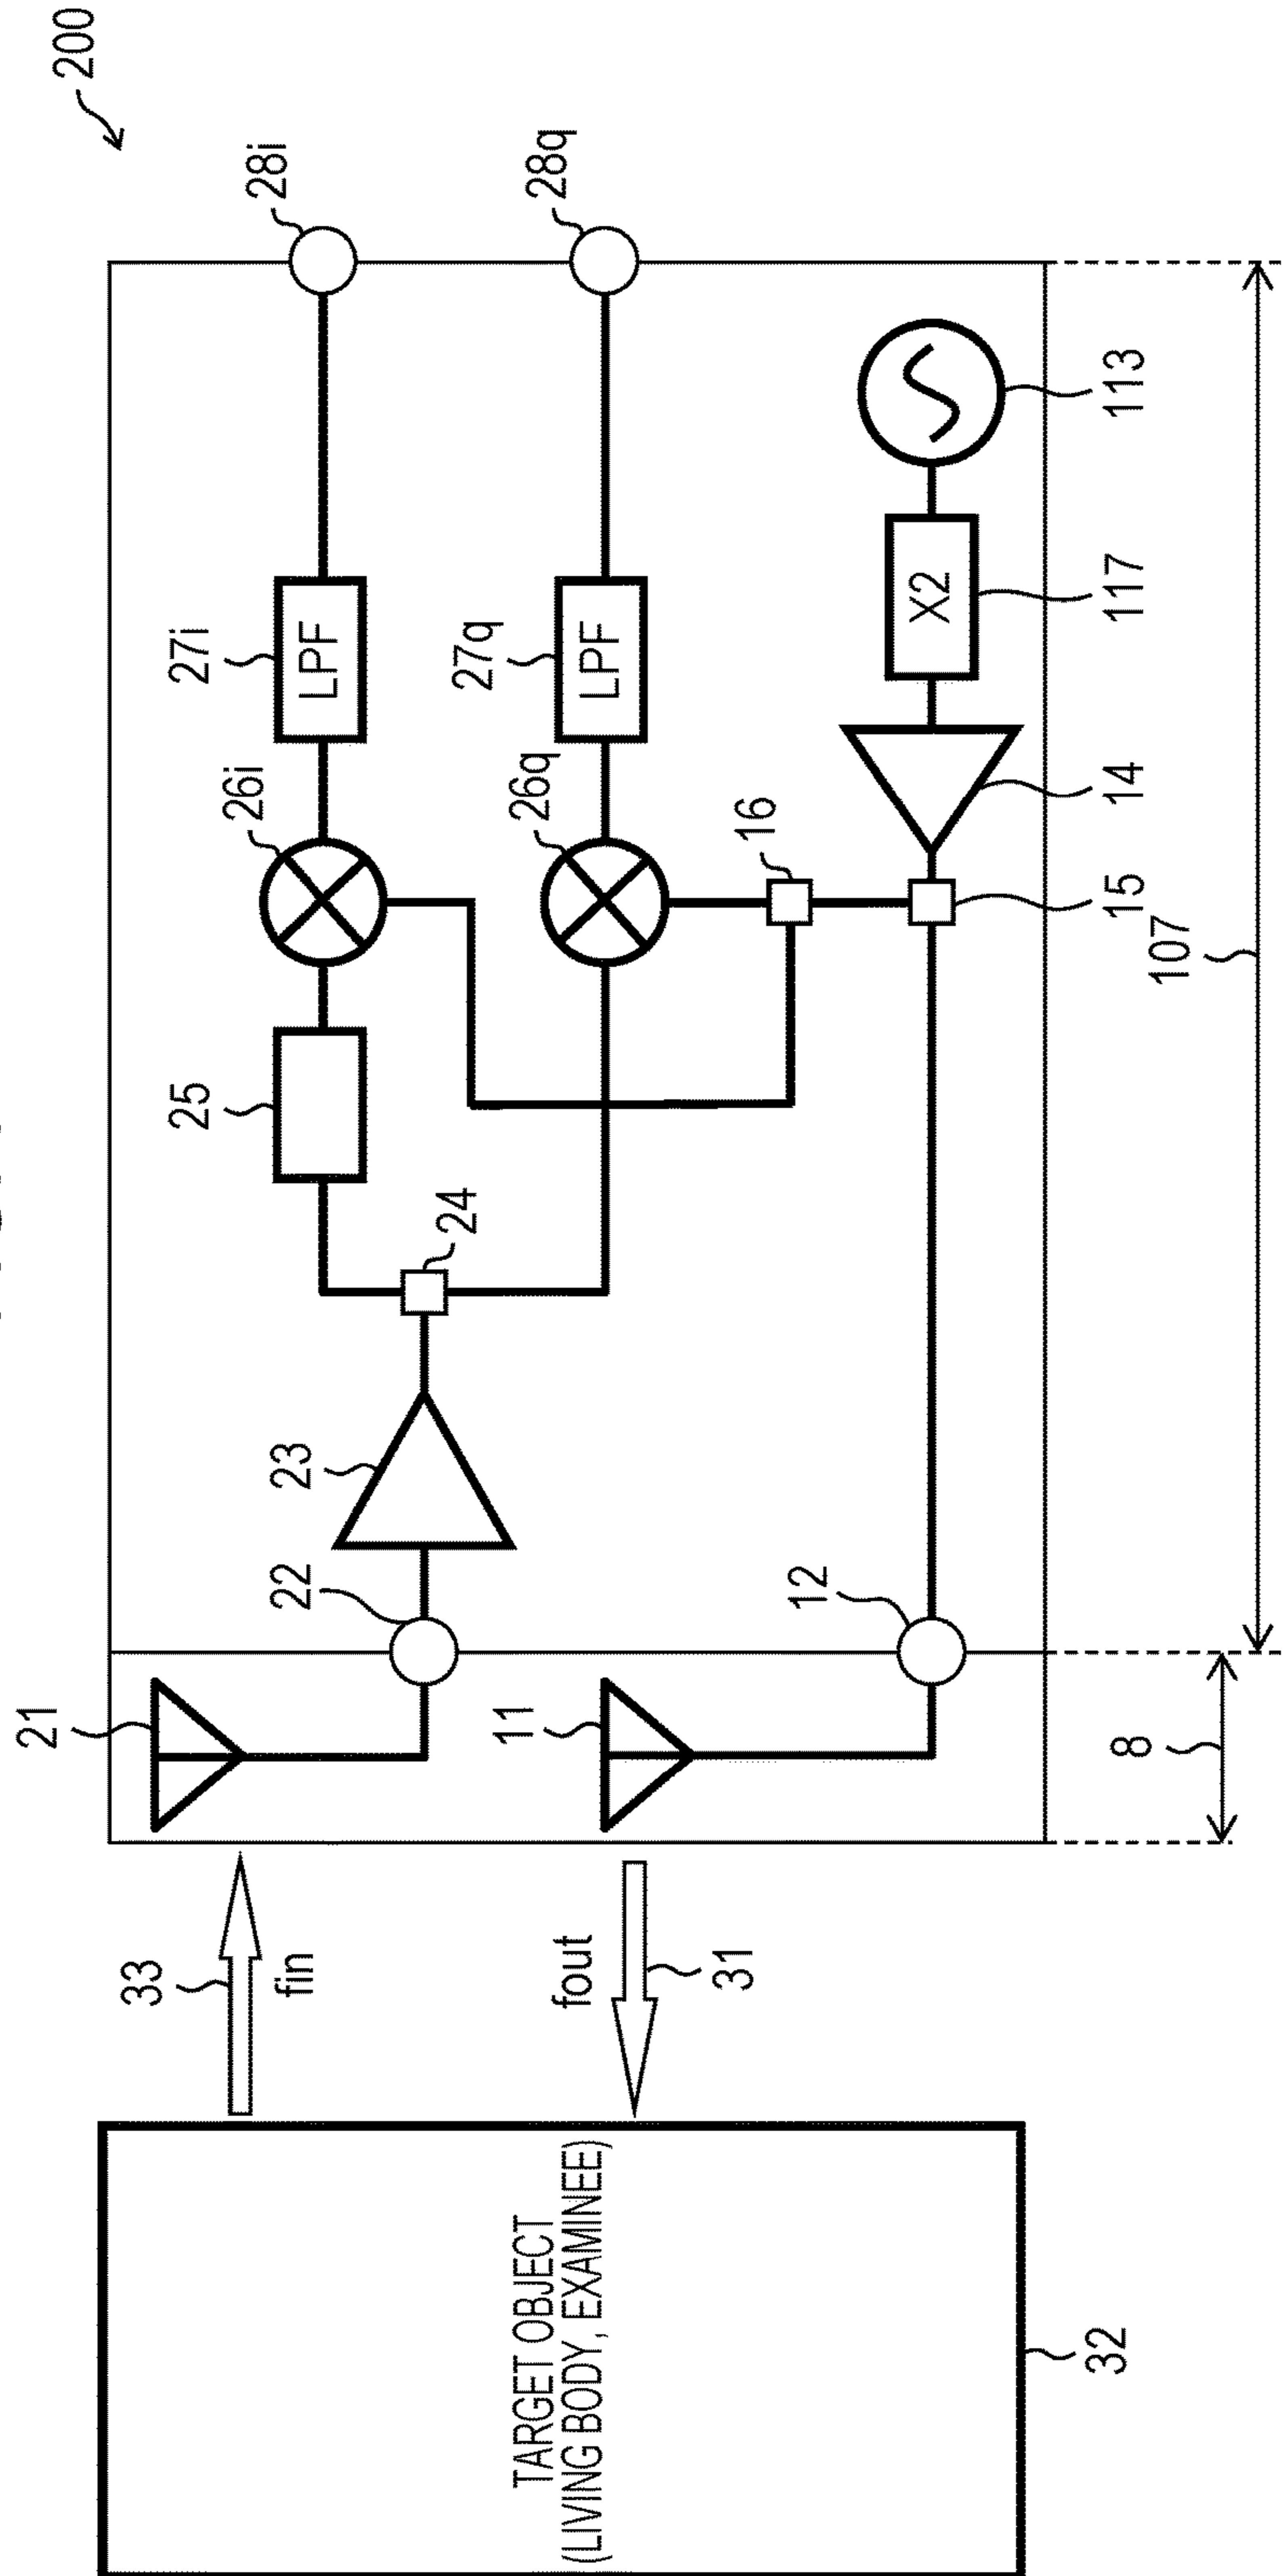 200
28i
28q
27i
LPF
27q
LPF
113
X2
117
26i
26q
16
14
15
107
25
24
23
22
12
21
11
8
33
fin
fout
31
TARGET OBJECT
(LIVING BODY, EXAMINEE)
32